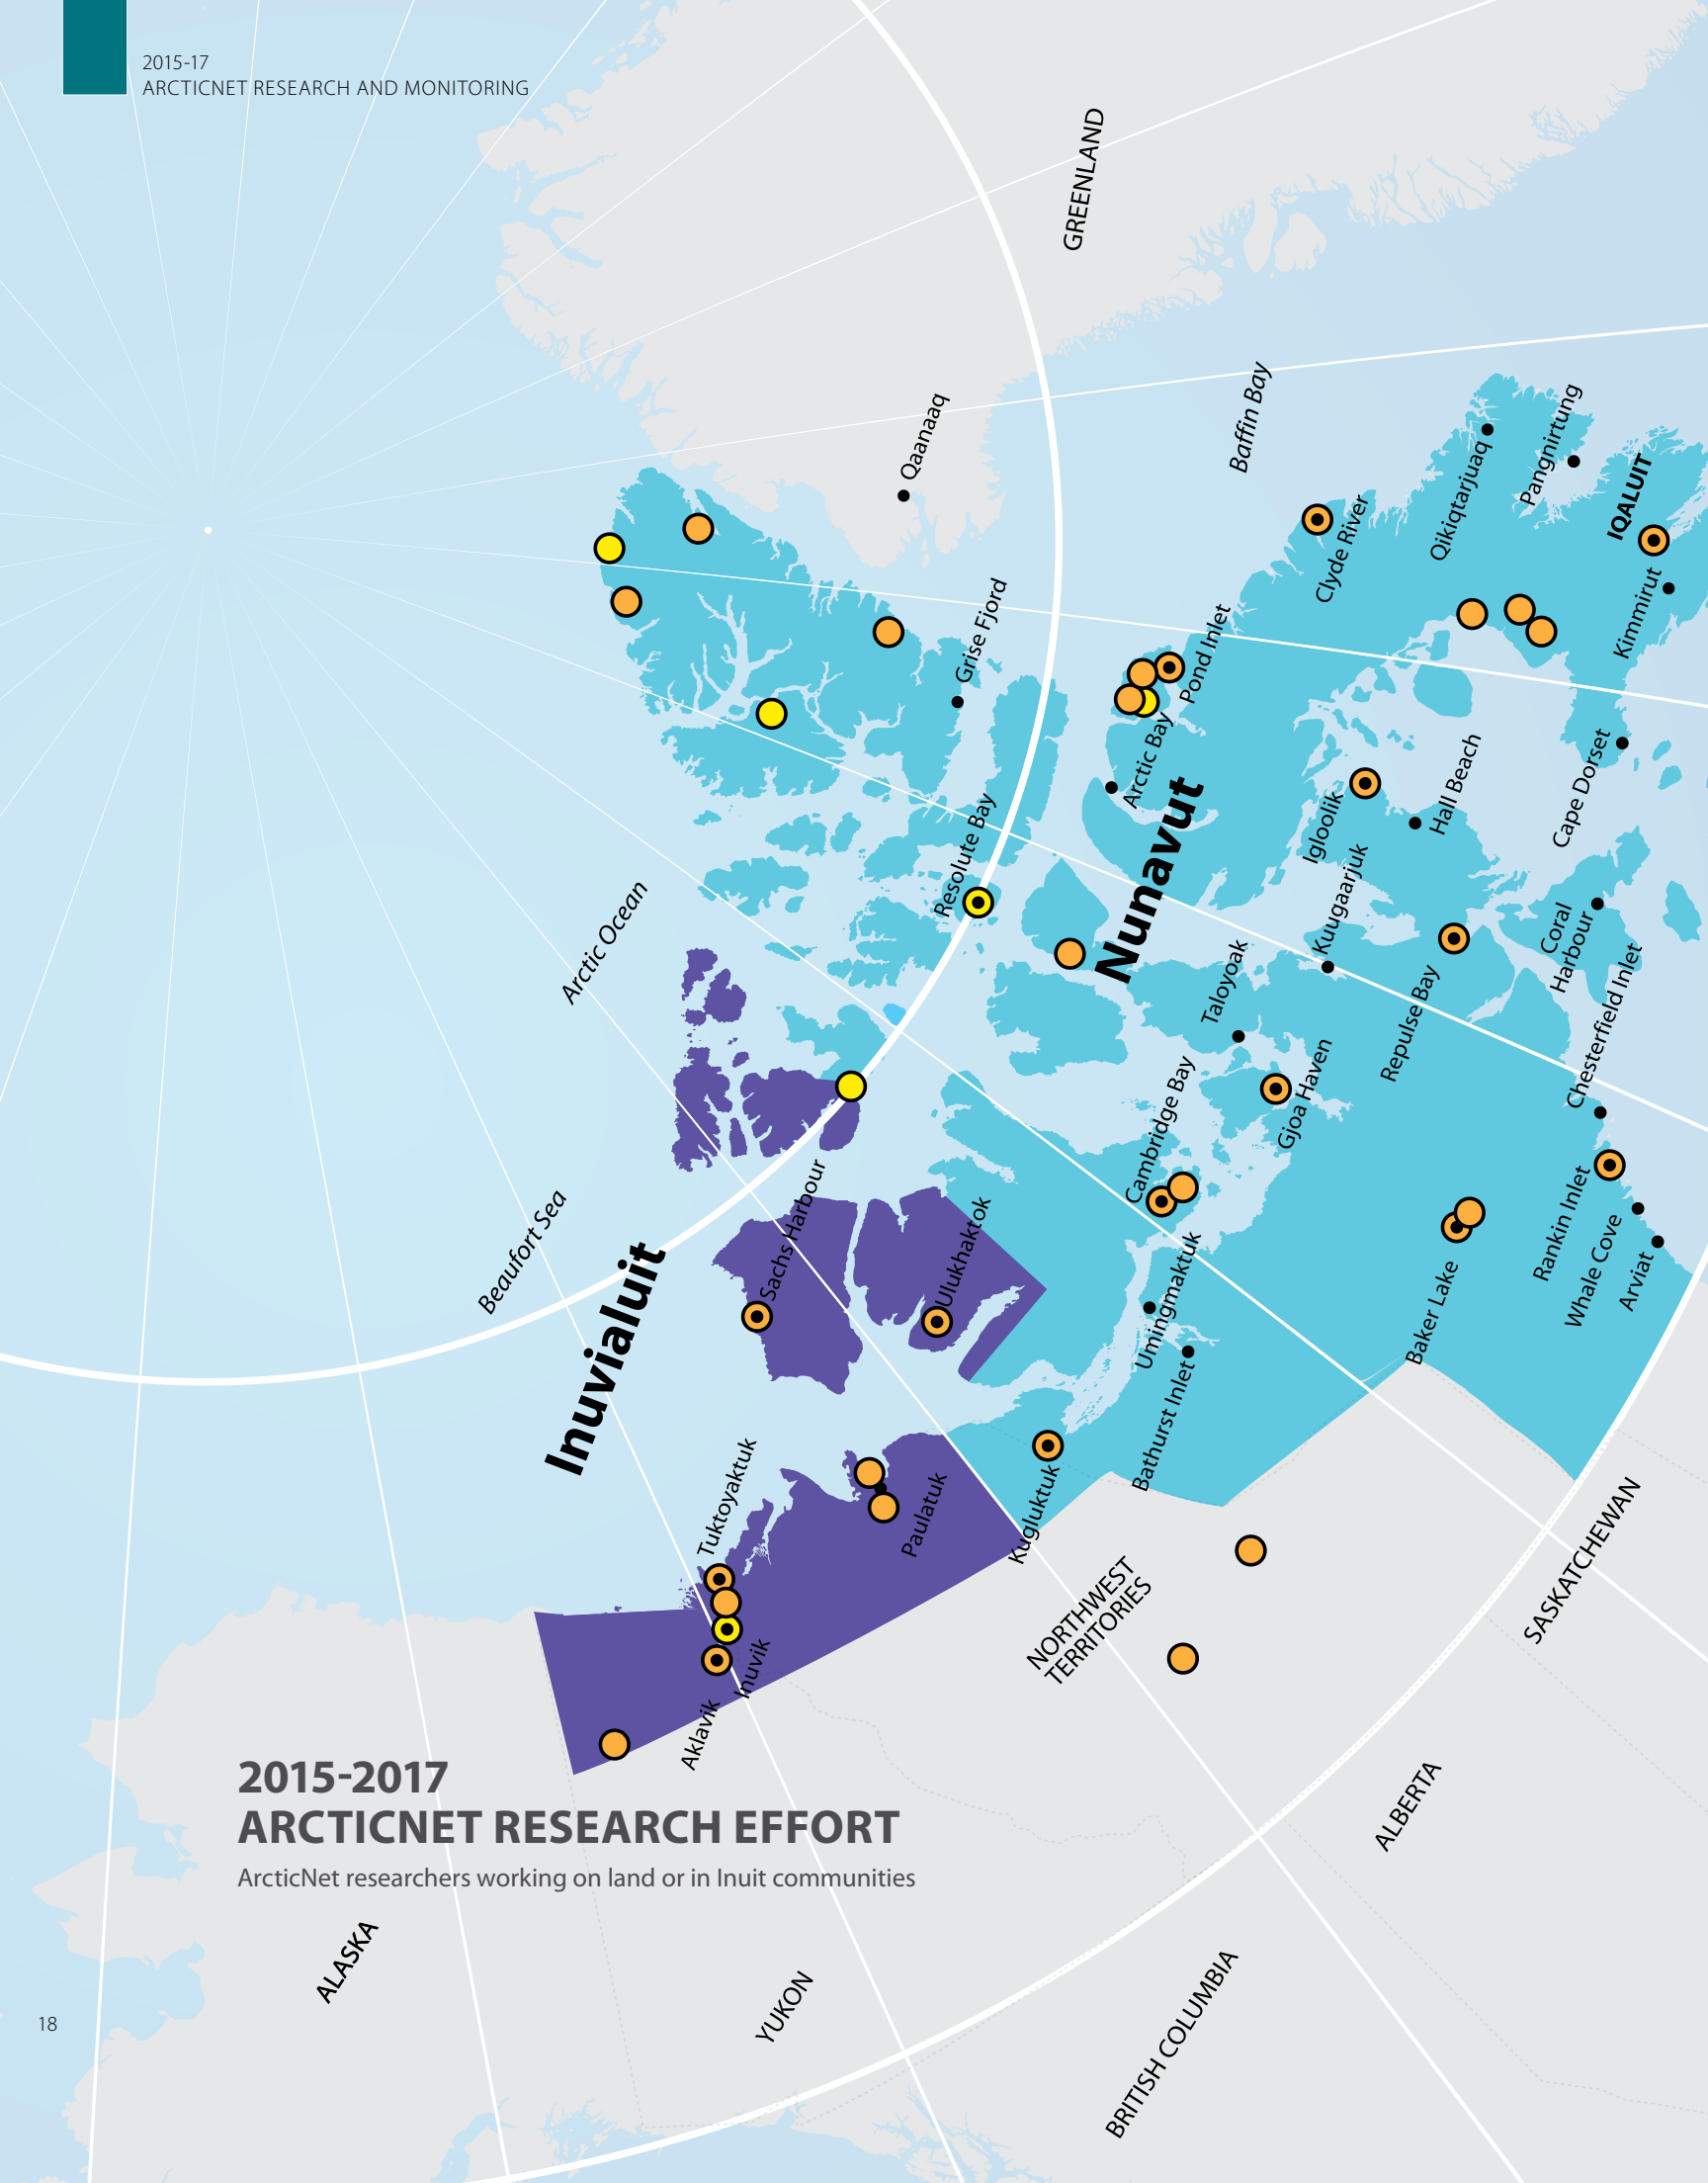 2015-17
ARCTICNET RESEARCH AND MONITORING
GREENLAND
Baffin Bay
Qaanaaq
Qikiqtarjuaq
Pangnirtung
IQALUIT
Clyde River
Kimmirut
Grise Fjord
Pond Inlet
Arctic Bay
Nunavut
Resolute Bay
Igloolik
Hall Beach
Cape Dorset
Kuugaarjuk
Coral
Harbour
Arctic Ocean
Taloyoak
Repulse Bay
Chesterfield Inlet
Gjoa Haven
Cambridge Bay
Sachs Harbour
Ulukhaktok
Beaufort Sea
Inuvialuit
Umingmaktuk
Bathurst Inlet
Rankin Inlet
Whale Cove
Arviat
Baker Lake
Tuktoyaktuk
Paulatuk
Kugluktuk
Inuvik
Aklavik
NORTHWEST
TERRITORIES
SASKATCHEWAN
ALBERTA
2015-2017
ARCTICNET RESEARCH EFFORT
ArcticNet researchers working on land or in Inuit communities
ALASKA
YUKON
BRITISH COLUMBIA
18